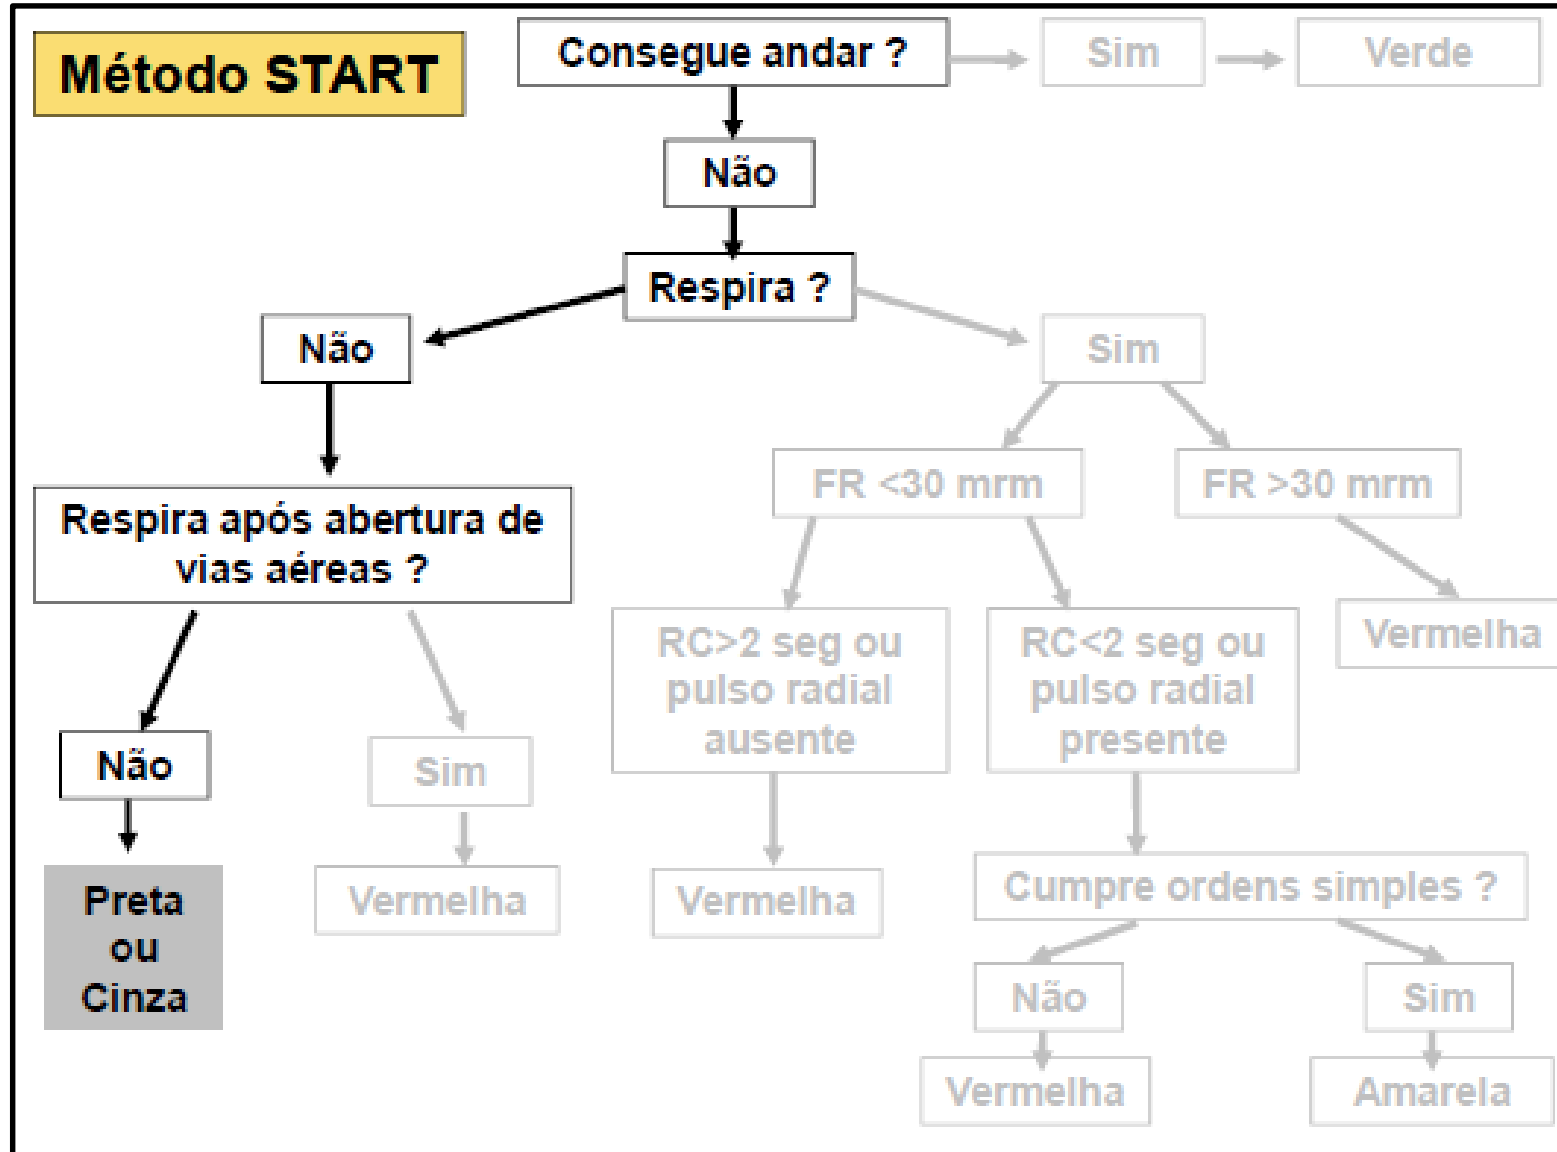 Método START
Consegue andar ?
Sim
Verde
Não
Respira ?
Não
Sim
FR <30 mrm
FR >30 mrm
Respira após abertura de
vias aéreas ?
RC>2 seg ou
pulso radial
ausente
RC<2 seg ou
pulso radial
presente
Vermelha
Não
Sim
Preta
ou
Cinza
Vermelha
Vermelha
Cumpre ordens simples ?
Não
Sim
Vermelha
Amarela